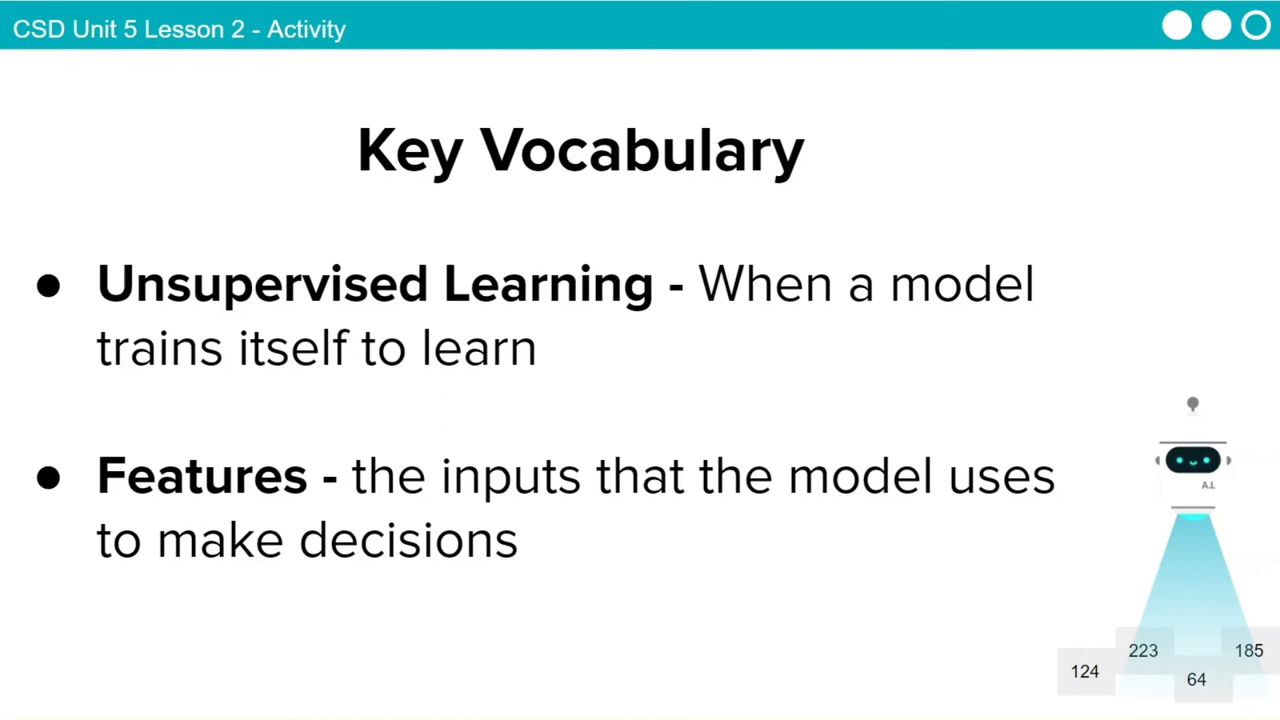 CSD Unit 5 Lesson 2 - Activity
Key Vocabulary
● Unsupervised Learning - When a model
trains itself to learn
● Features - the inputs that the model uses
to make decisions
A.I.
223
185
124
64